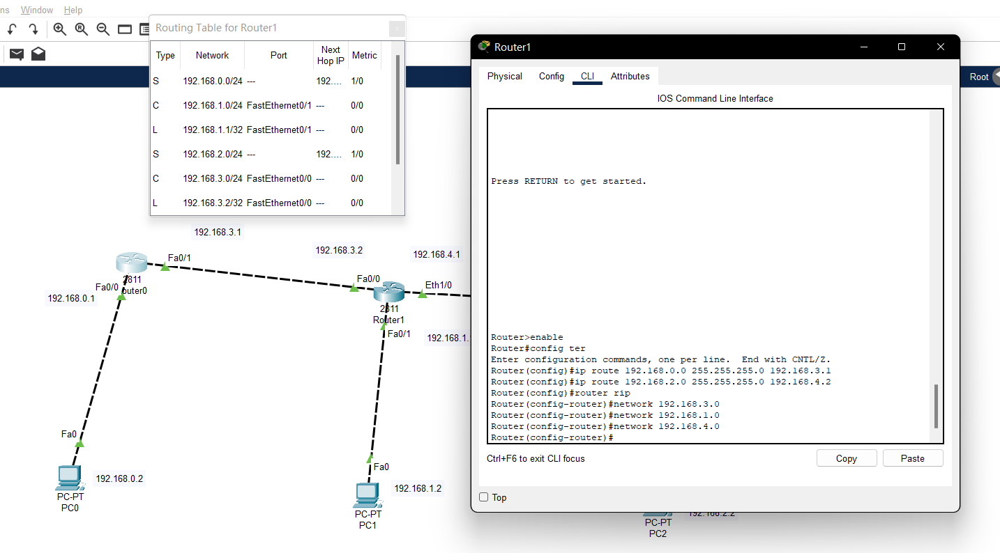 ns Window Help
Routing Table for Router1
Type Network Port Next Hop IP Metric
S 192.168.0.0/24 --- 192.... 1/0
C 192.168.1.0/24 FastEthernet0/1 --- 0/0
L 192.168.1.1/32 FastEthernet0/1 --- 0/0
S 192.168.2.0/24 --- 192.... 1/0
C 192.168.3.0/24 FastEthernet0/0 --- 0/0
L 192.168.3.2/32 FastEthernet0/0 --- 0/0
192.168.3.1
192.168.3.2
192.168.4.1
Fa0/1
2811
outer0
Fa0/0
192.168.0.1
Fa0/0
Eth1/0
2811
Router1
Fa0/1
192.168.1.
Fa0
192.168.0.2
PC-PT
PC0
Fa0
192.168.1.2
PC-PT
PC1
Router1
Physical Config CLI Attributes
Root
IOS Command Line Interface
Press RETURN to get started.
Router>enable
Router#config ter
Enter configuration commands, one per line.  End with CNTL/Z.
Router(config)#ip route 192.168.0.0 255.255.255.0 192.168.3.1
Router(config)#ip route 192.168.2.0 255.255.255.0 192.168.4.2
Router(config)#router rip
Router(config-router)#network 192.168.3.0
Router(config-router)#network 192.168.1.0
Router(config-router)#network 192.168.4.0
Router(config-router)#
Ctrl+F6 to exit CLI focus
Copy
Paste
Top
192.168.2.2
PC-PT
PC2